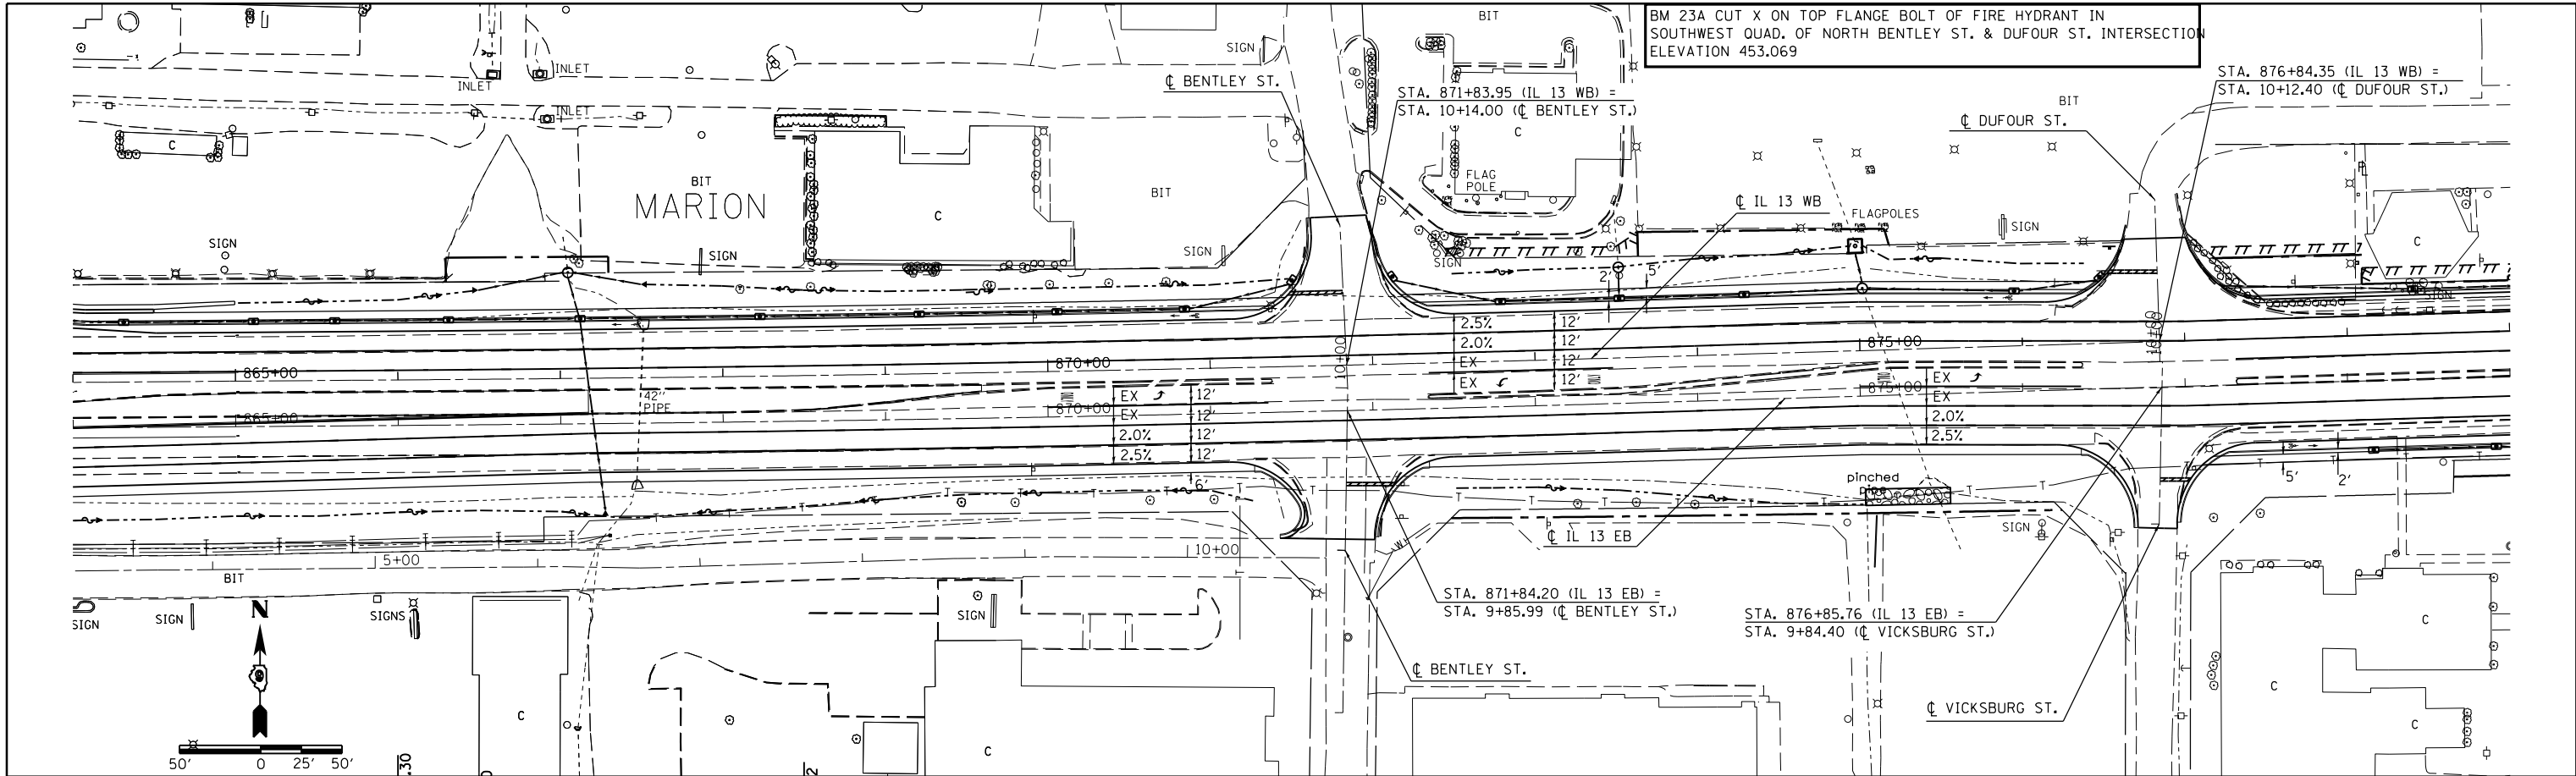 BM 23A CUT X ON TOP FLANGE BOLT OF FIRE HYDRANT IN
SOUTHWEST QUAD. OF NORTH BENTLEY ST. & DUFOUR ST. INTERSECTION
ELEVATION 453.069
BIT
SIGN
INLET
INLET
INLET
℄ BENTLEY ST.
STA. 871+83.95 (IL 13 WB) =
STA. 10+14.00 (℄ BENTLEY ST.)
STA. 876+84.35 (IL 13 WB) =
STA. 10+12.40 (℄ DUFOUR ST.)
BIT
℄ DUFOUR ST.
C
C
BIT
MARION
C
BIT
FLAG
POLE
℄ IL 13 WB
FLAGPOLES
SIGN
C
SIGN
SIGN
SIGN
SIGN
SIGN
2'
5'
2.5%
2.0%
EX
EX
12'
12'
12'
12'
10+00
865+00
870+00
875+00
865+00
870+00
875+00
42"
PIPE
EX
EX
2.0%
2.5%
12'
12'
12'
12'
6'
EX
EX
2.0%
2.5%
pinched
pipe
5'
2'
℄ IL 13 EB
SIGN
W
5+00
10+00
BIT
SIGN
SIGN
SIGNS
SIGN
N
STA. 871+84.20 (IL 13 EB) =
STA. 9+85.99 (℄ BENTLEY ST.)
STA. 876+85.76 (IL 13 EB) =
STA. 9+84.40 (℄ VICKSBURG ST.)
℄ BENTLEY ST.
℄ VICKSBURG ST.
C
C
C
C
C
50' 0 25' 50'
.30